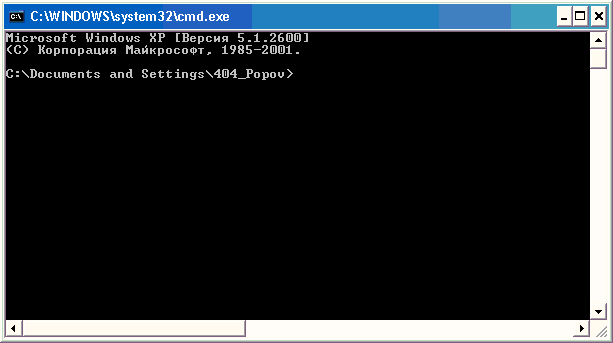 C:\WINDOWS\system32\cmd.exe
Microsoft Windows XP [Версия 5.1.2600]
(C) Корпорация Майкрософт, 1985-2001.
C:\Documents and Settings\404_Popov>